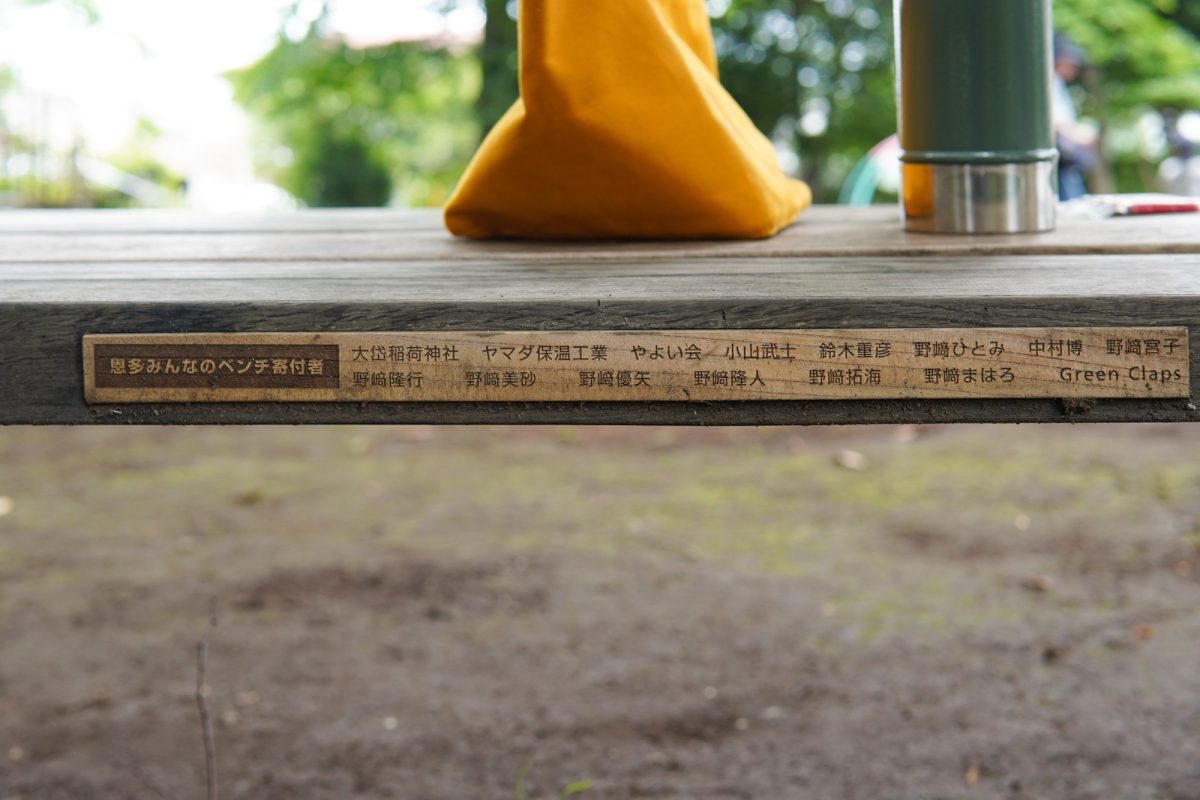 恩多みんなのベンチ寄付者
大岱稲荷神社 ヤマダ保温工業 やよい会 小山武士 鈴木重彦 野﨑ひとみ 中村博 野﨑宮子
野﨑隆行 野﨑美砂 野﨑優矢 野﨑隆人 野﨑拓海 野﨑まはろ Green Claps